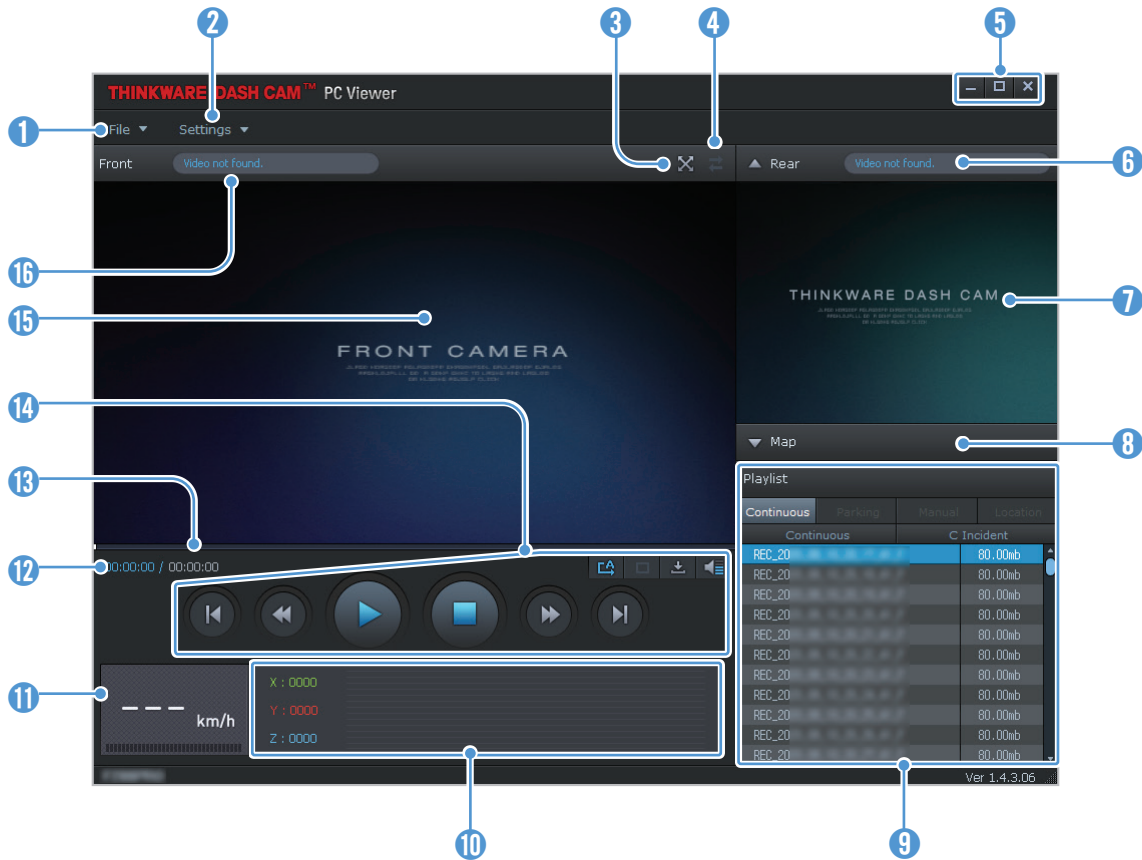 2
3
4
5
THINKWARE DASH CAM™ PC Viewer
1
File
Settings
Front
Video not found.
Rear
Video not found.
6
16
15
FRONT CAMERA
THINKWARE DASH CAM
7
14
Map
8
13
Playlist
Continuous
Parking
Manual
Location
Continuous
C Incident
12
00:00:00 / 00:00:00
REC_20 80.00mb
REC_20 80.00mb
REC_20 80.00mb
REC_20 80.00mb
REC_20 80.00mb
REC_20 80.00mb
REC_20 80.00mb
REC_20 80.00mb
REC_20 80.00mb
REC_20 80.00mb
REC_20 80.00mb
11
--- km/h
X : 0000
Y : 0000
Z : 0000
Ver 1.4.3.06
10
9